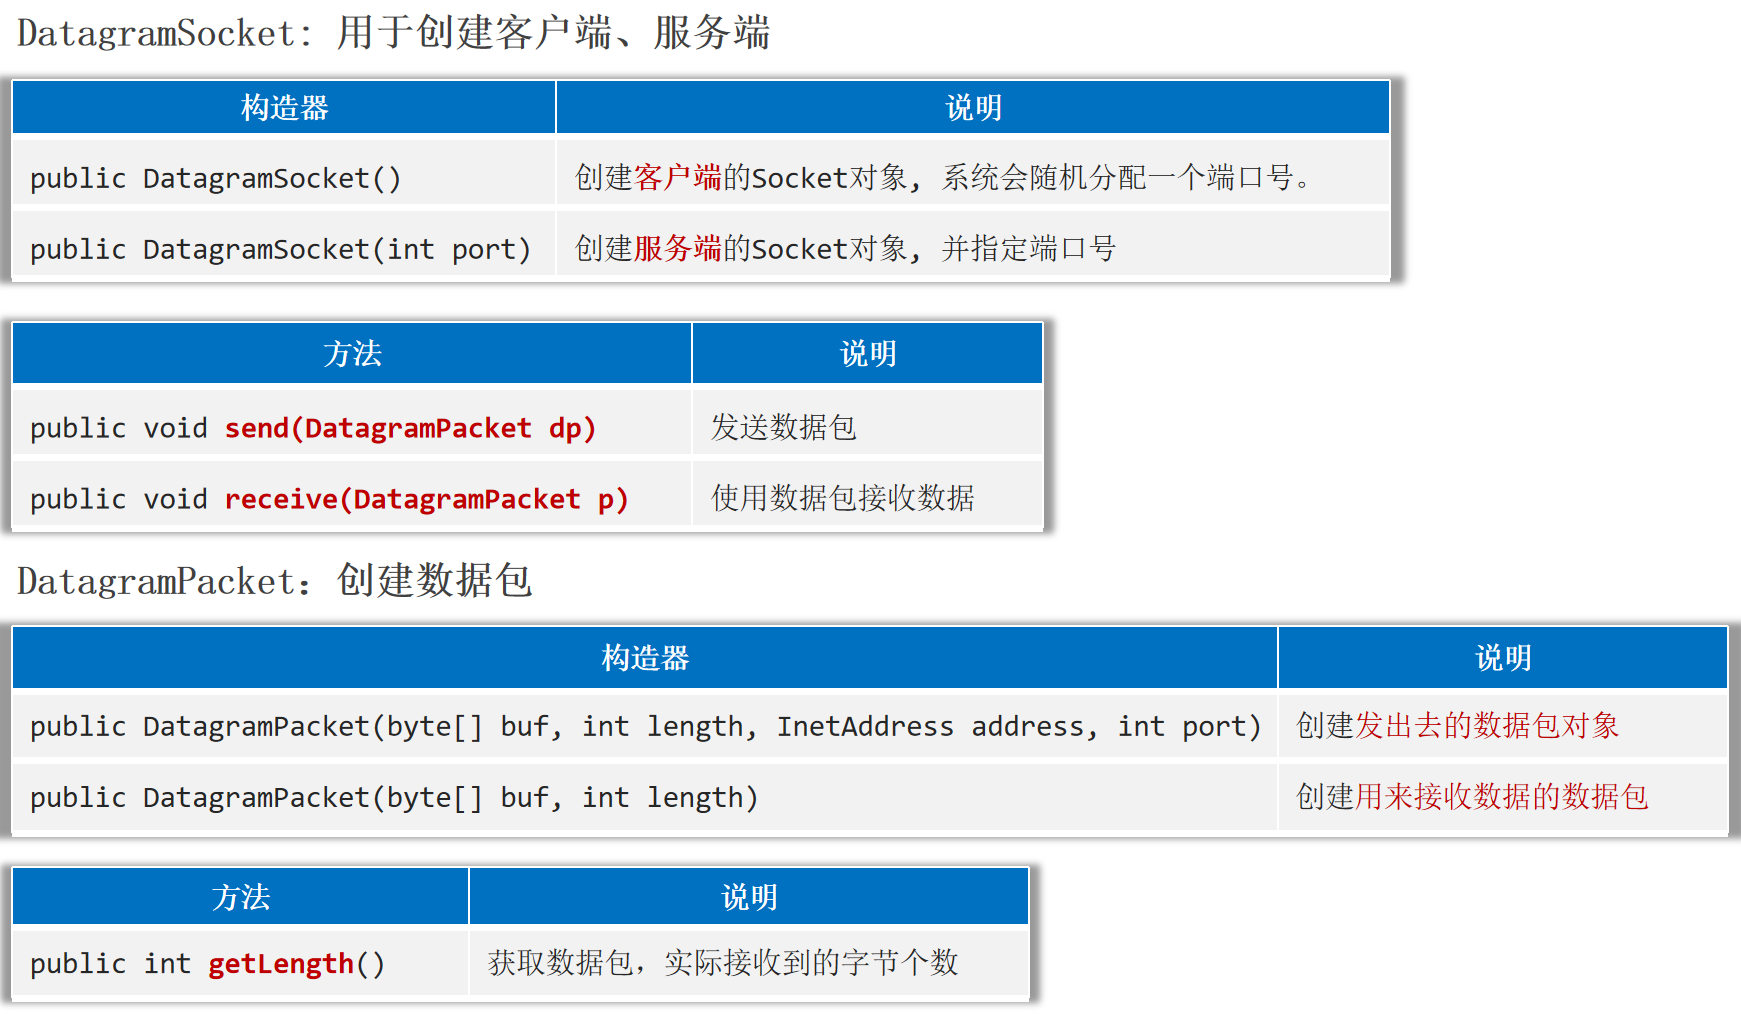 DatagramSocket: 用于创建客户端、服务端
构造器 说明
public DatagramSocket() 创建客户端的Socket对象, 系统会随机分配一个端口号。
public DatagramSocket(int port) 创建服务端的Socket对象, 并指定端口号
方法 说明
public void send(DatagramPacket dp) 发送数据包
public void receive(DatagramPacket p) 使用数据包接收数据
DatagramPacket：创建数据包
构造器 说明
public DatagramPacket(byte[] buf, int length, InetAddress address, int port) 创建发出去的数据包对象
public DatagramPacket(byte[] buf, int length) 创建用来接收数据的数据包
方法 说明
public int getLength() 获取数据包，实际接收到的字节个数